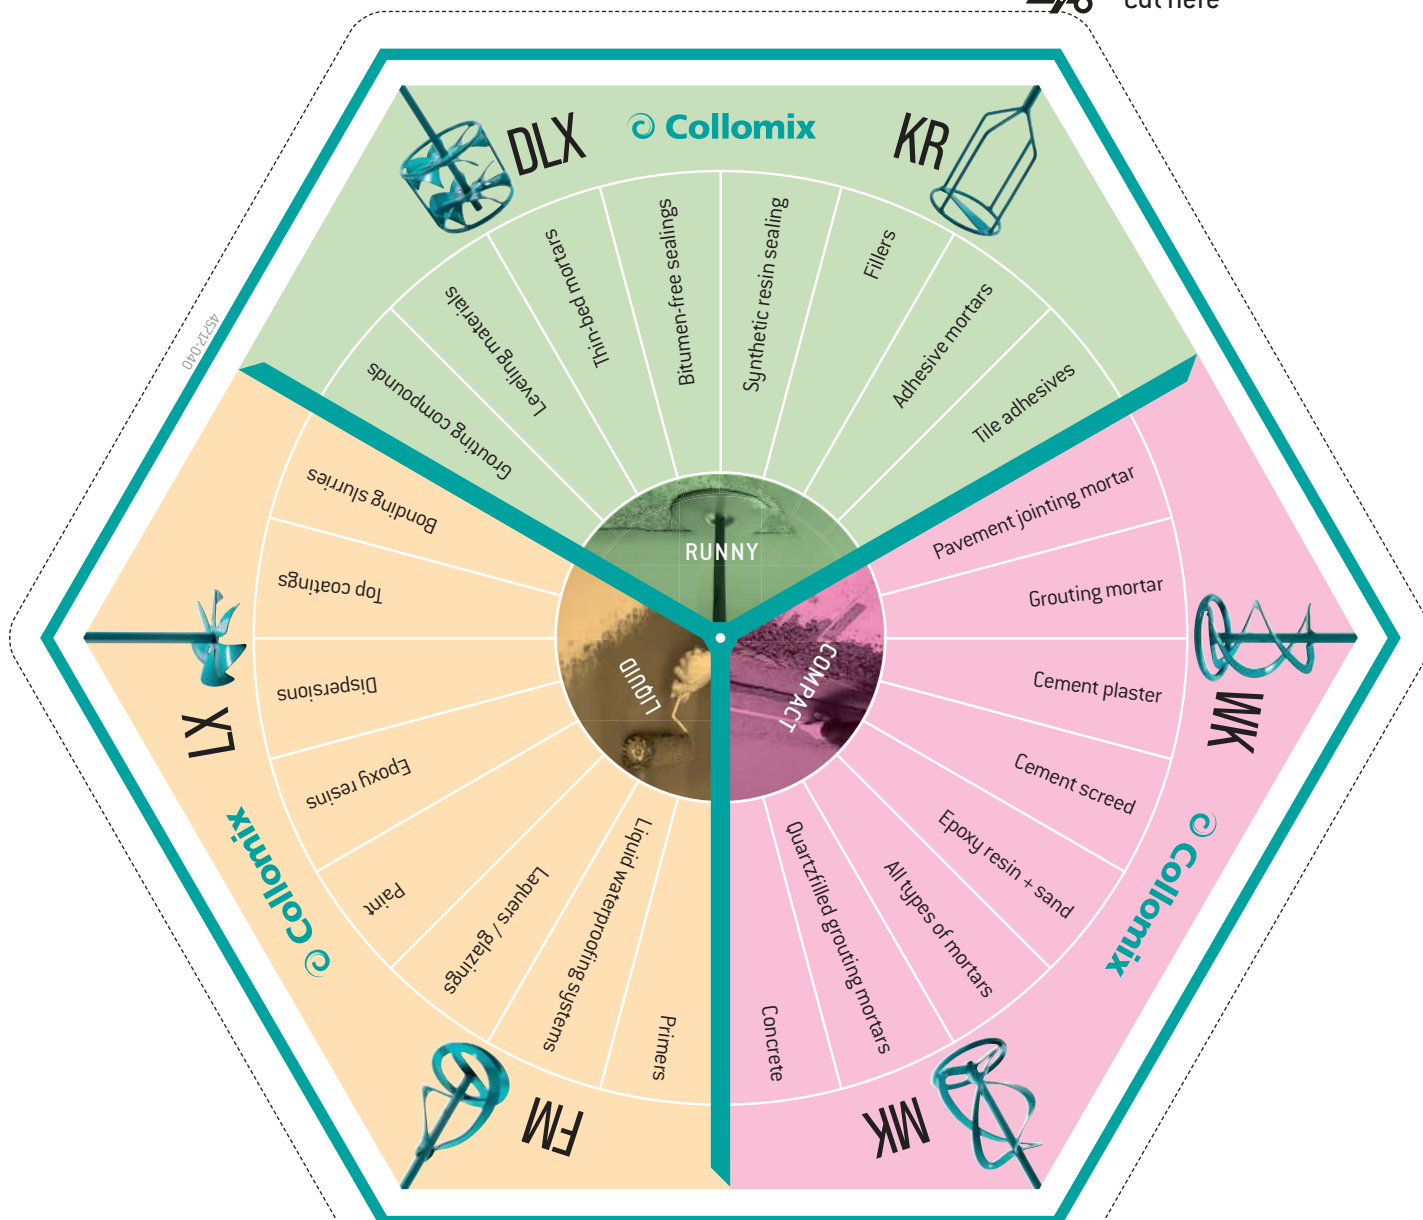 cut here
DLX
Collomix
KR
45712-040
Grouting compounds
Leveling materials
Thin-bed mortars
Bitumen-free sealings
Synthetic resin sealing
Fillers
Adhesive mortars
Tile adhesives
RUNNY
Pavement jointing mortar
Grouting mortar
Cement plaster
Cement screed
Epoxy resin + sand
All types of mortars
Quartzfilled grouting mortars
Concrete
COMPACT
WK
Collomix
MK
Bonding slurries
Top coatings
Dispersions
Epoxy resins
Paint
Laquers / glazings
Liquid waterproofing systems
Primers
LIQUID
LX
Collomix
FM